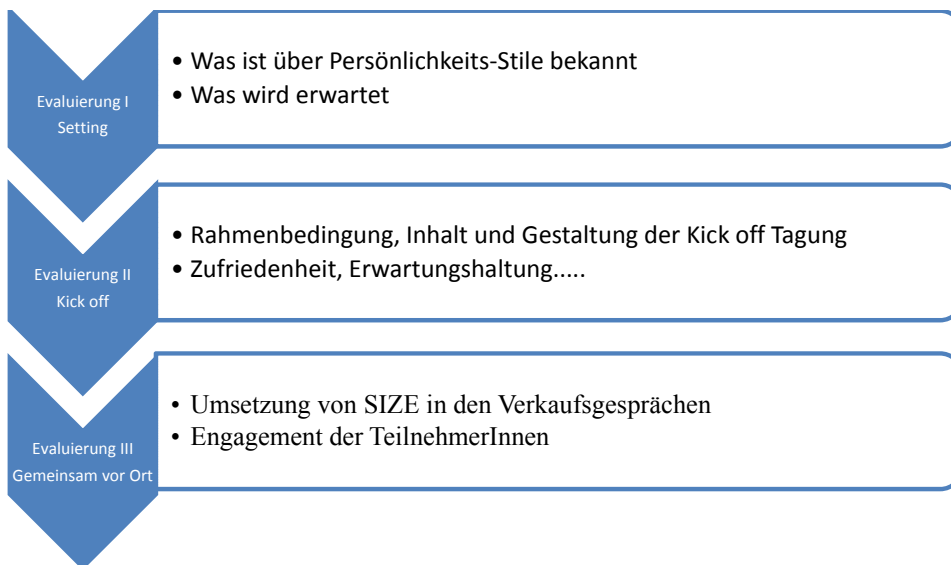 Evaluierung I
Setting
• Was ist über Persönlichkeits-Stile bekannt
• Was wird erwartet
Evaluierung II
Kick off
• Rahmenbedingung, Inhalt und Gestaltung der Kick off Tagung
• Zufriedenheit, Erwartungshaltung.....
Evaluierung III
Gemeinsam vor Ort
• Umsetzung von SIZE in den Verkaufsgesprächen
• Engagement der TeilnehmerInnen